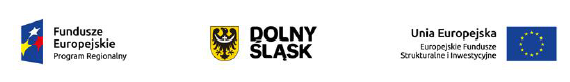 Fundusze
Europejskie
Program Regionalny
DOLNY
ŚLĄSK
Unia Europejska
Europejskie Fundusze
Strukturalne i Inwestycyjne